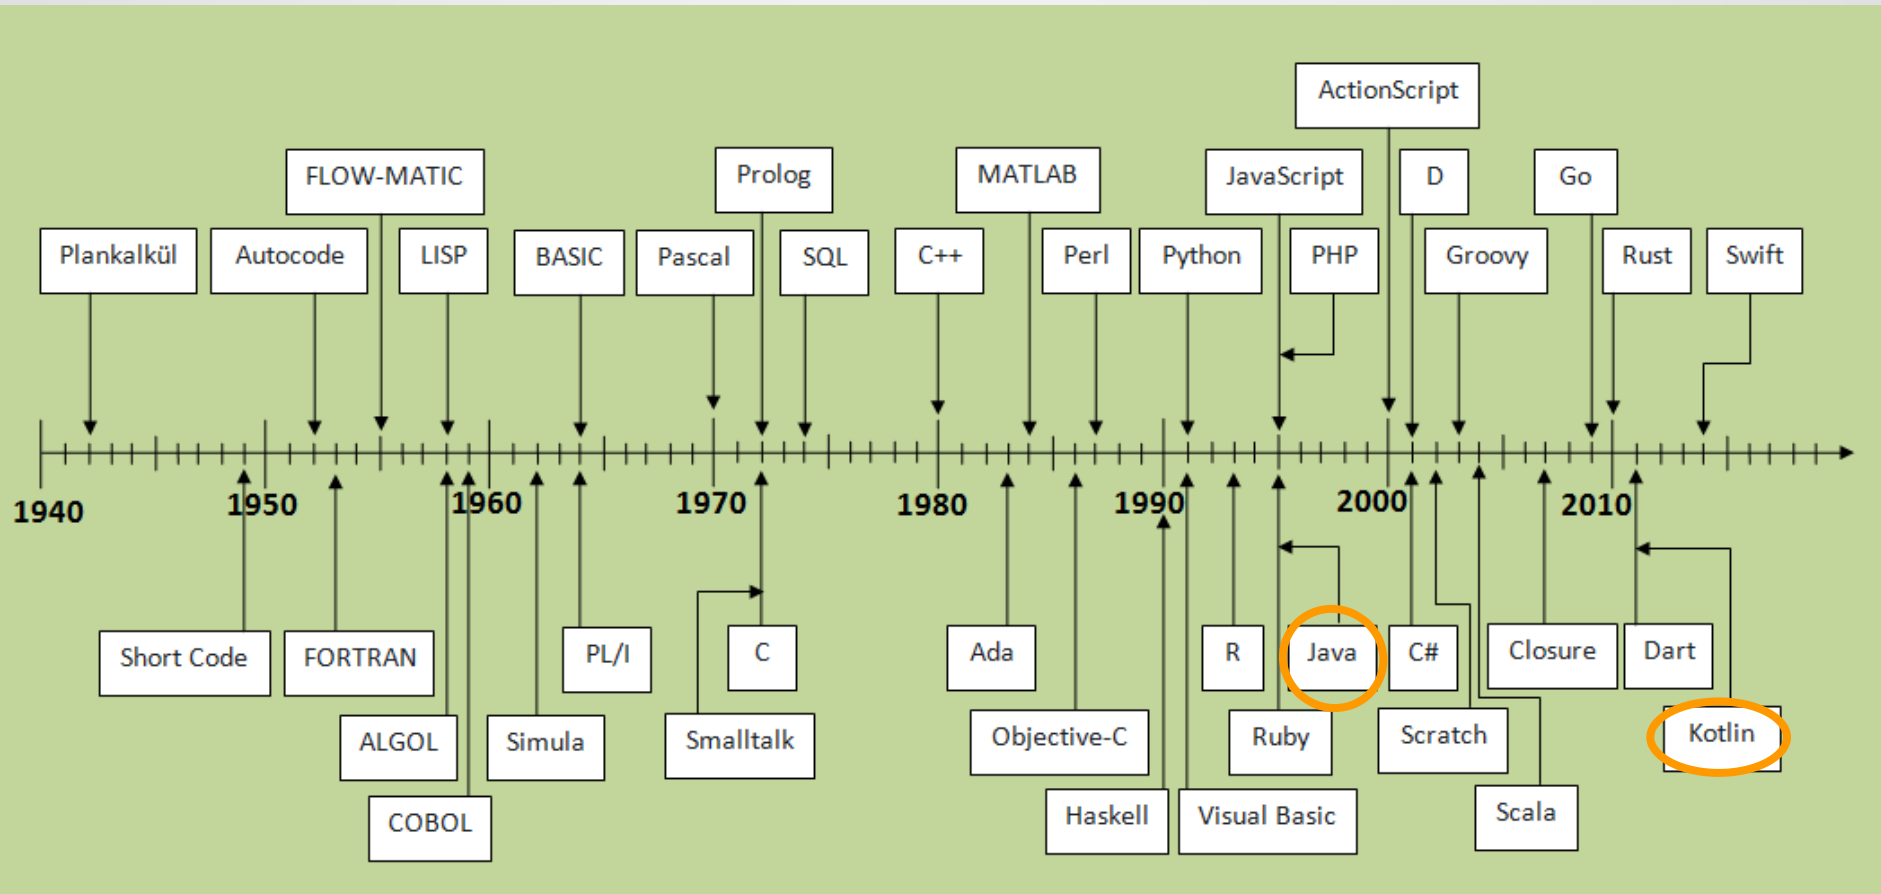 ActionScript
FLOW-MATIC
Prolog
MATLAB
JavaScript
D
Go
Plankalkül
Autocode
LISP
BASIC
Pascal
SQL
C++
Perl
Python
PHP
Groovy
Rust
Swift
1940
1950
1960
1970
1980
1990
2000
2010
Short Code
FORTRAN
PL/I
C
Ada
R
Java
C#
Closure
Dart
ALGOL
Simula
Smalltalk
Objective-C
Ruby
Scratch
Kotlin
COBOL
Haskell
Visual Basic
Scala